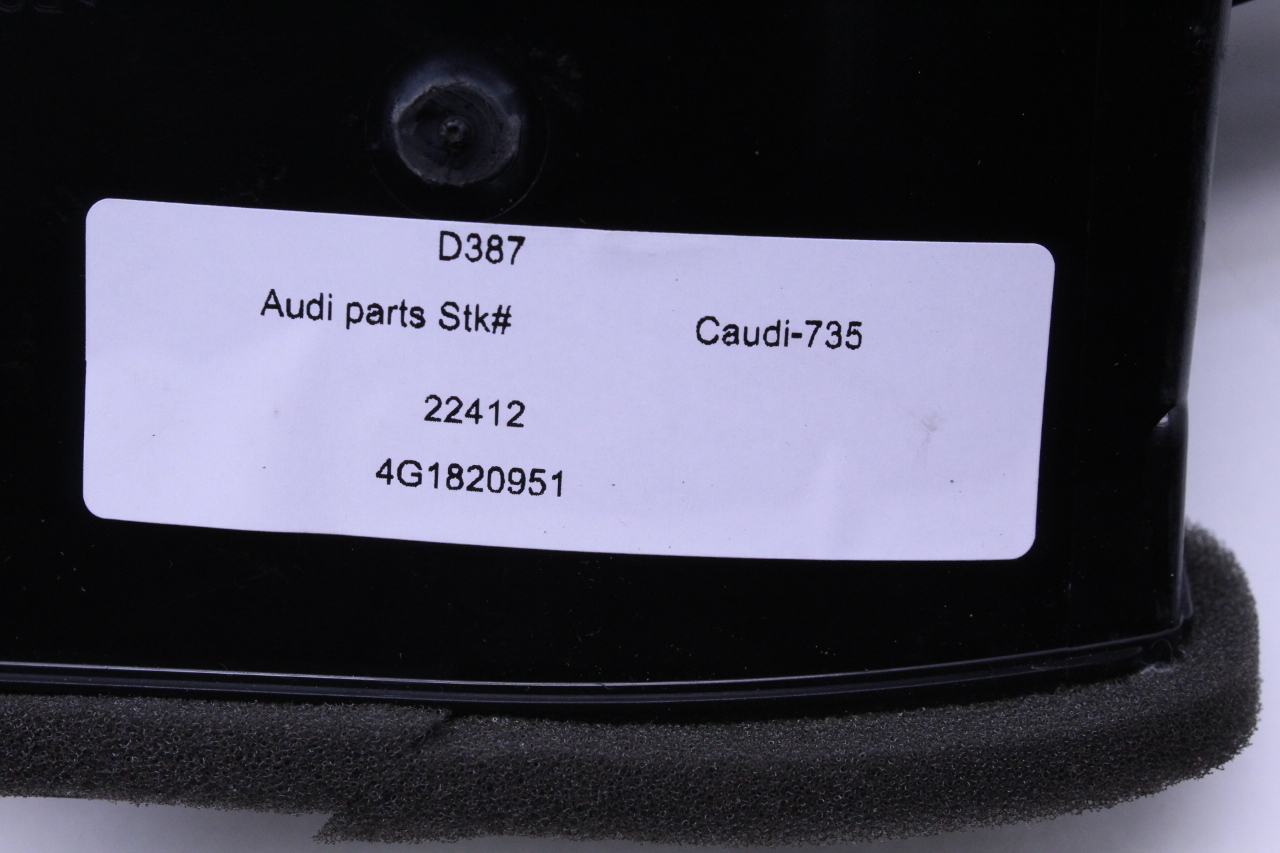 D387
Audi parts Stk# Caudi-735
22412
4G1820951